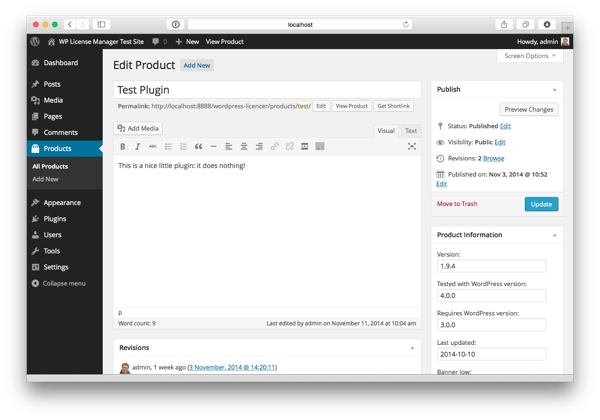 localhost
WP License Manager Test Site 0 + New View Product Howdy, admin
Screen Options
Dashboard
Posts
Media
Pages
Comments
Products
All Products
Add New
Appearance
Plugins
Users
Tools
Settings
Collapse menu
Edit Product Add New
Test Plugin
Permalink: http://localhost:8888/wordpress-licencer/products/test/ Edit View Product Get Shortlink
Add Media Visual Text
B I ABC
This is a nice little plugin: it does nothing!
p
Word count: 9 Last edited by admin on November 11, 2014 at 10:04 am
Revisions
admin, 1 week ago (3 November, 2014 @ 14:20:11)
Publish
Preview Changes
Status: Published Edit
Visibility: Public Edit
Revisions: 2 Browse
Published on: Nov 3, 2014 @ 10:52
Edit
Move to Trash Update
Product Information
Version:
1.9.4
Tested with WordPress version:
4.0.0
Requires WordPress version:
3.0.0
Last updated:
2014-10-10
Banner low: